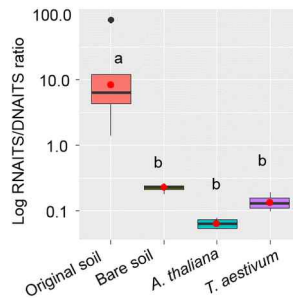 Log RNAITS/DNAITS ratio
100.0
10.0
1.0
0.1
a
b
b
b
Original soil
Bare soil
A. thaliana
T. aestivum